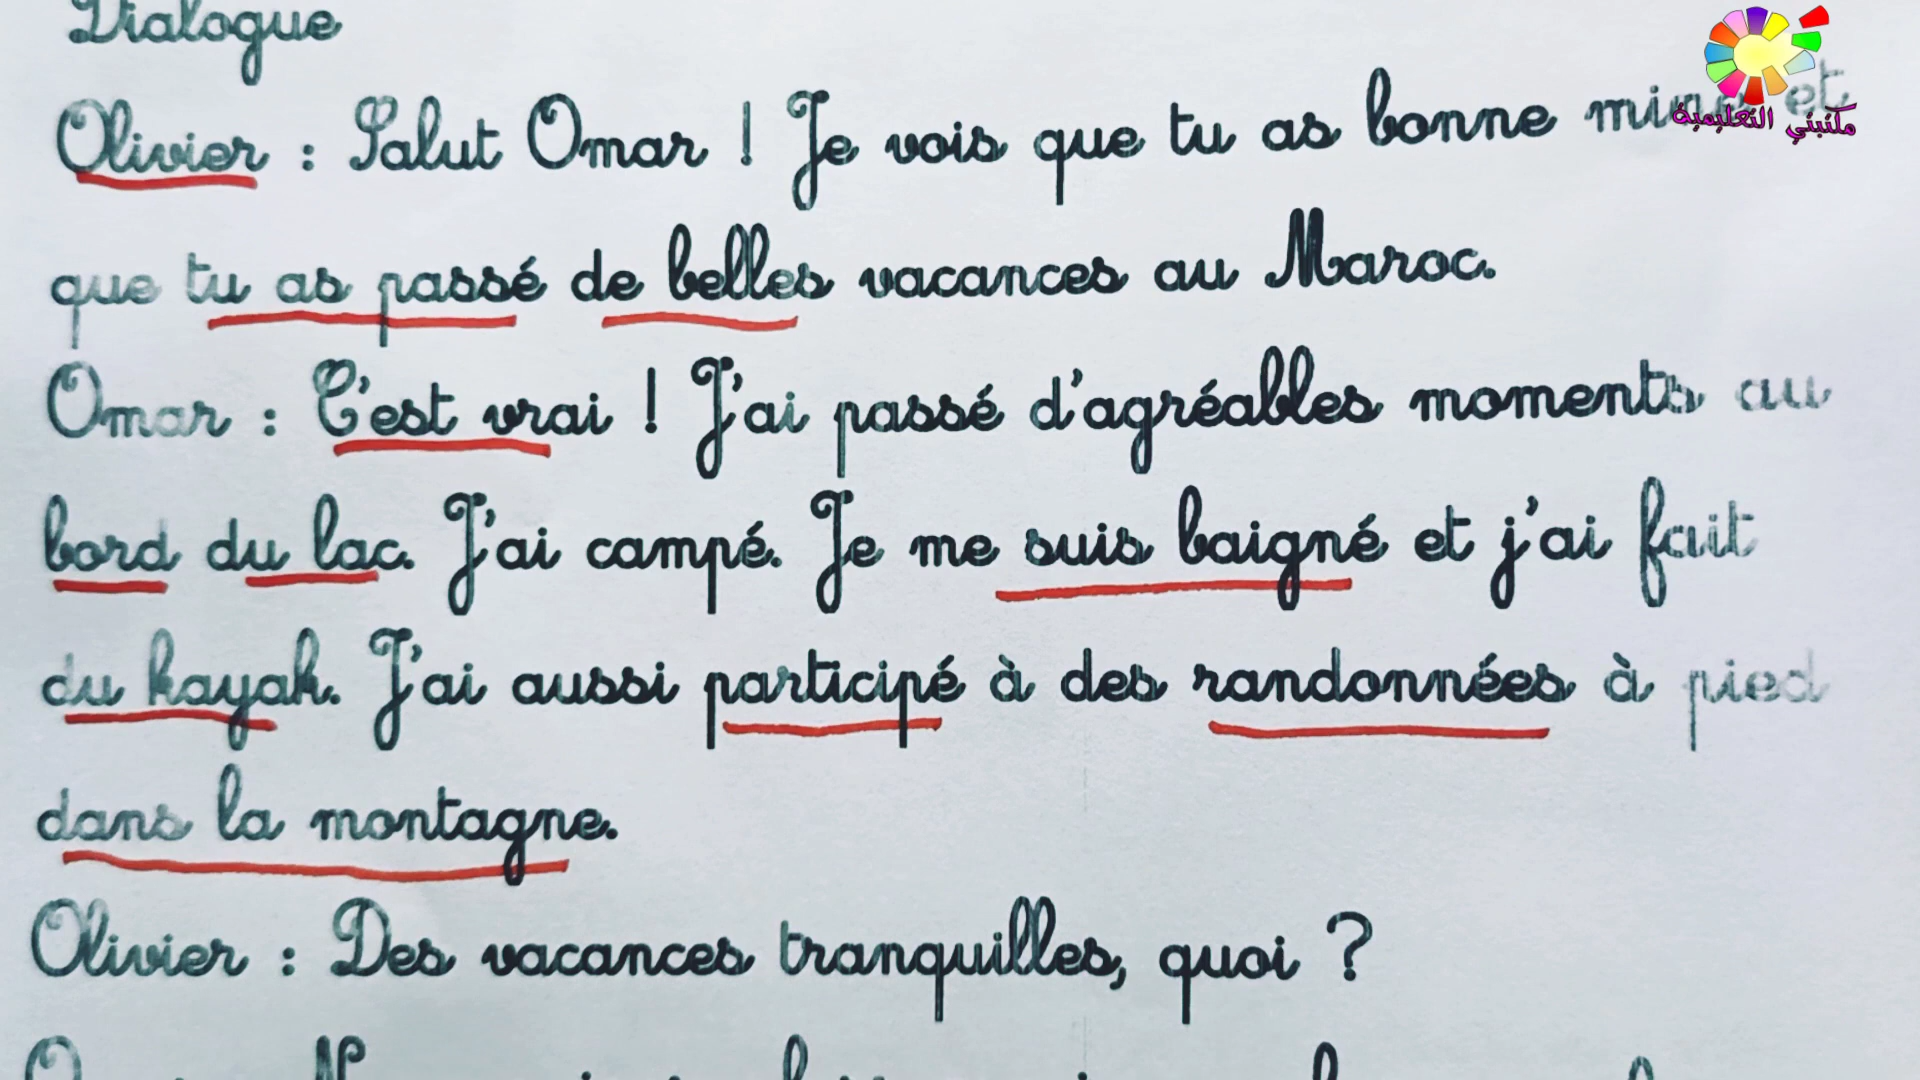 Dialogue
Olivier : Salut Omar ! Je vois que tu as bonne mine et
que tu as passé de belles vacances au Maroc.
Omar : C'est vrai ! J'ai passé d'agréables moments au
bord du lac. J'ai campé. Je me suis baigné et j'ai fait
du kayak. J'ai aussi participé à des randonnées à pied
dans la montagne.
Olivier : Des vacances tranquilles, quoi ?
مكتبتي التعليمية